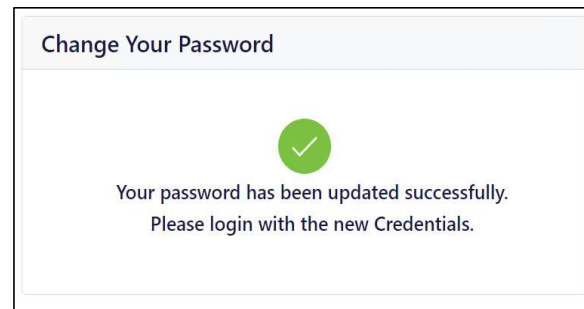 Change Your Password
Your password has been updated successfully.
Please login with the new Credentials.